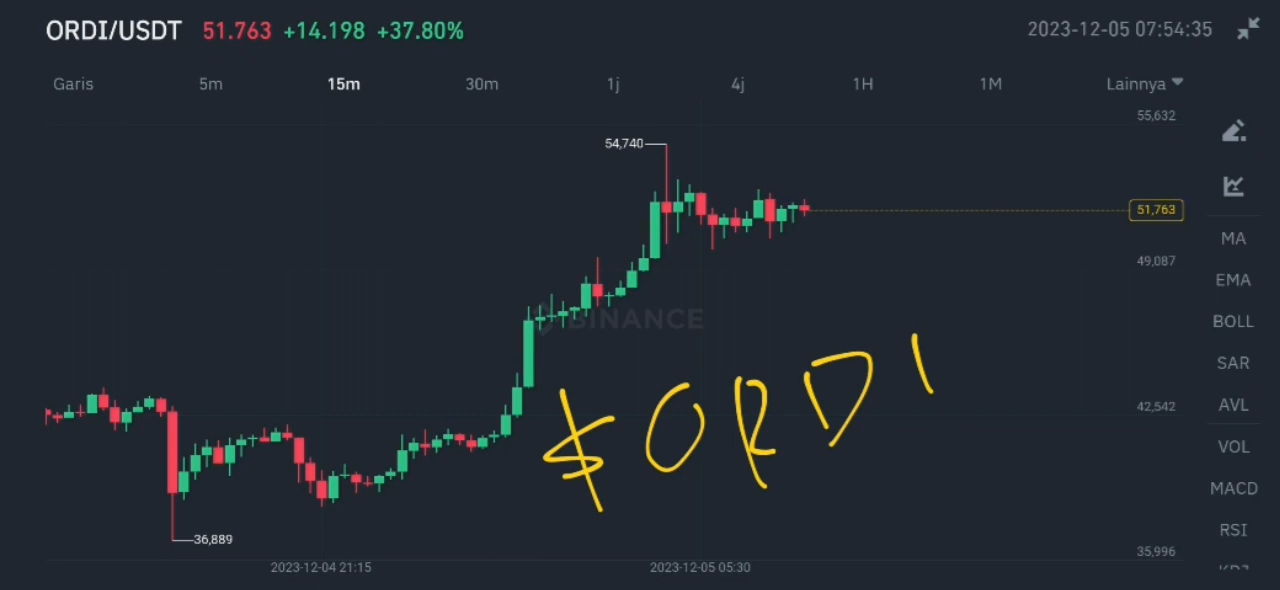 ORDI/USDT 51.763 +14.198 +37.80% 2023-12-05 07:54:35
Garis 5m 15m 30m 1j 4j 1H 1M Lainnya
55,632
54,740
51,763
MA
49,087
EMA
BINANCE
BOLL
SAR
$ORDI
AVL
42,542
VOL
MACD
RSI
36,889
35,996
2023-12-04 21:15 2023-12-05 05:30